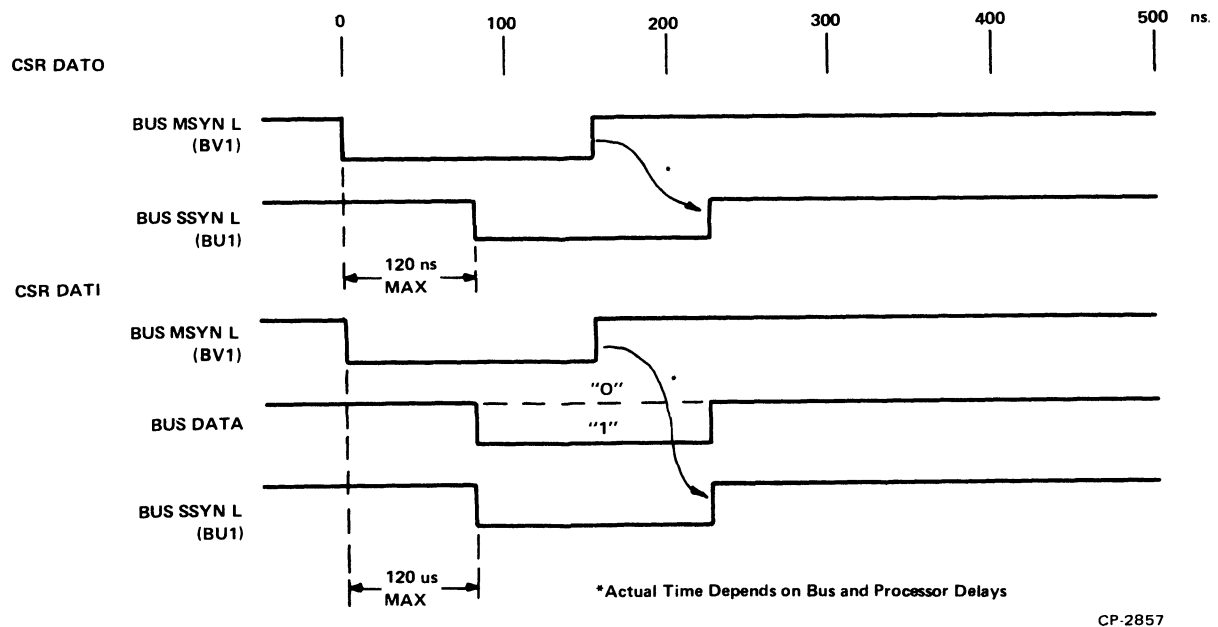 0 100 200 300 400 500 ns.
CSR DATO
BUS MSYN L
(BV1)
*
BUS SSYN L
(BU1)
120 ns
MAX
CSR DATI
BUS MSYN L
(BV1)
*
"0"
BUS DATA
"1"
BUS SSYN L
(BU1)
120 us
MAX
*Actual Time Depends on Bus and Processor Delays
CP-2857